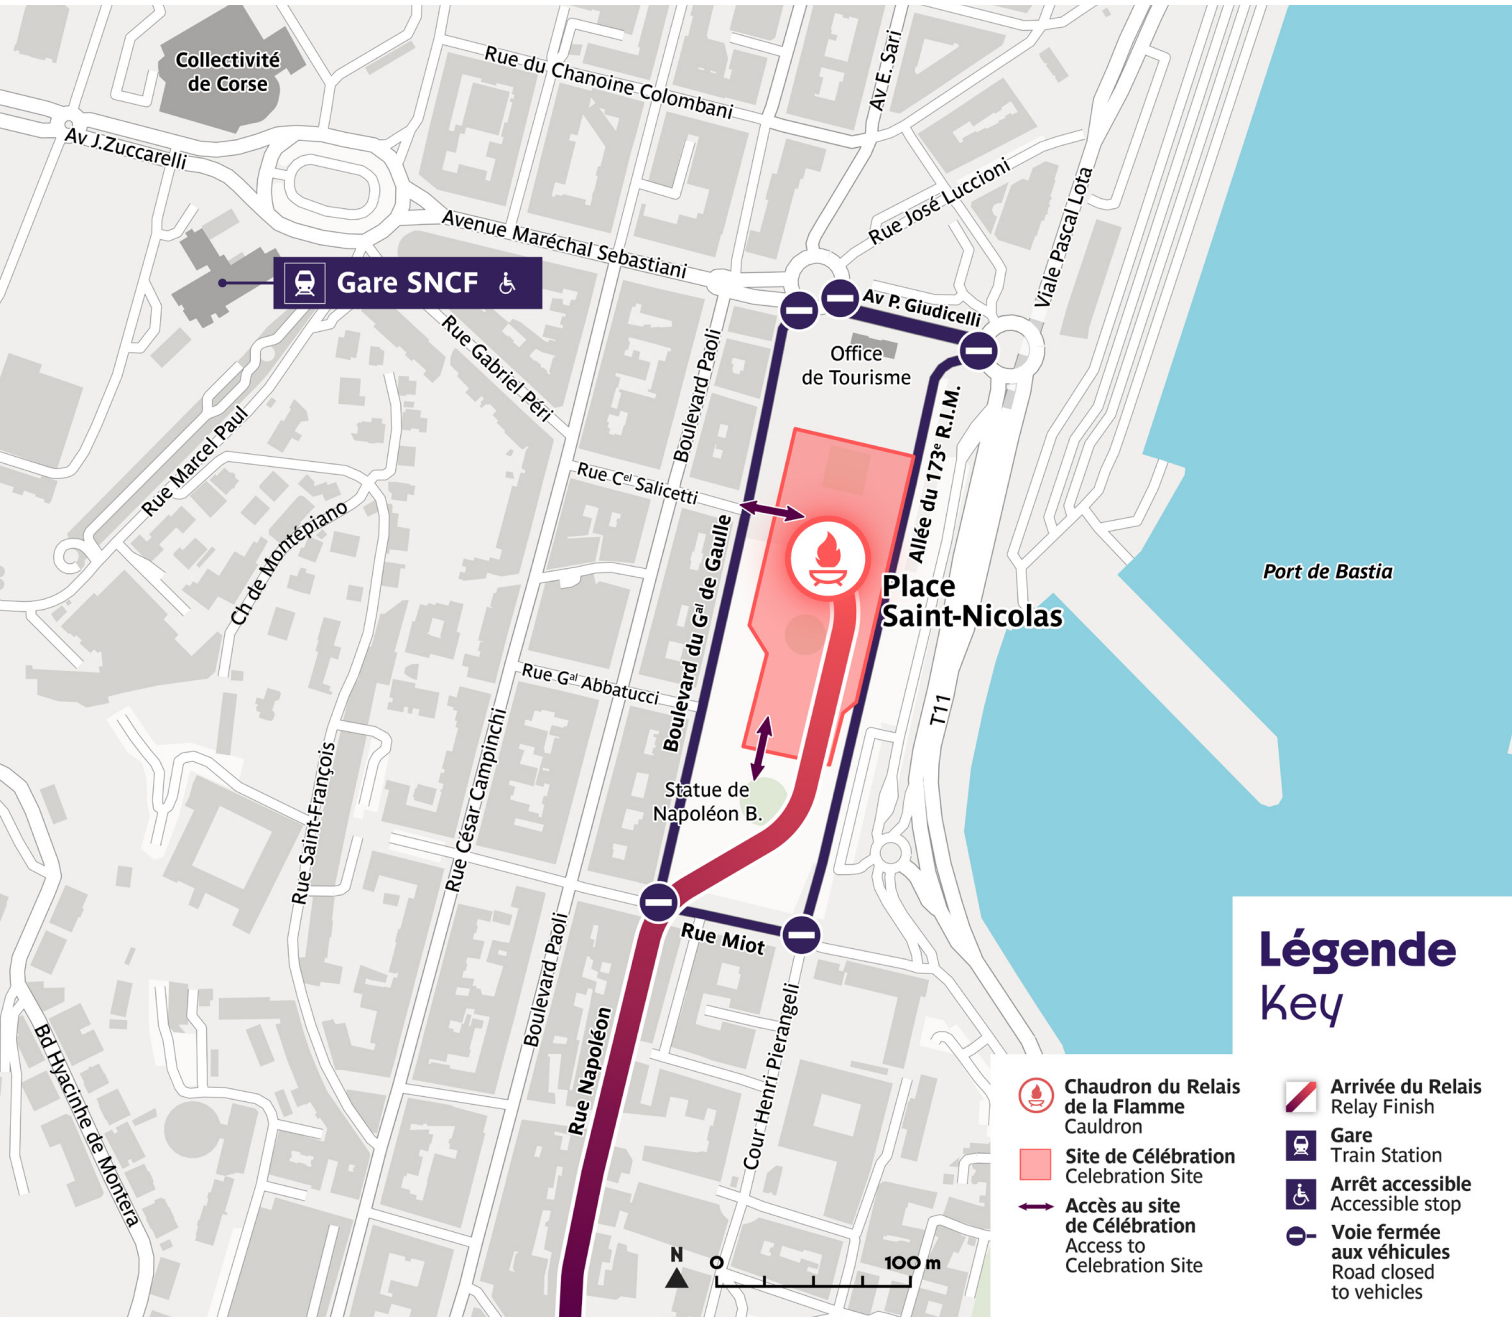 Collectivité
de Corse
Rue du Chanoine Colombani
Av E. Sari
Av J.Zuccarelli
Rue José Luccioni
Viale Pascal Lota
Avenue Maréchal Sebastiani
Gare SNCF
Av P. Giudicelli
Office
de Tourisme
Rue Gabriel Péri
Boulevard Paoli
Allée du 173e R.I.M.
Rue Marcel Paul
Rue Cel Salicetti
Ch de Montépiano
Boulevard du Gal de Gaulle
Place
Saint-Nicolas
Port de Bastia
Rue Gal Abbatucci
T11
Rue Saint-François
Rue César Campinchi
Statue de
Napoléon B.
Rue Miot
Boulevard Paoli
Rue Napoléon
Cour Henri Pierangeli
Bd Hyacinhe de Montera
N
0 100 m
Légende
Key
Chaudron du Relais
de la Flamme
Cauldron
Site de Célébration
Celebration Site
Accès au site
de Célébration
Access to
Celebration Site
Arrivée du Relais
Relay Finish
Gare
Train Station
Arrêt accessible
Accessible stop
Voie fermée
aux véhicules
Road closed
to vehicles